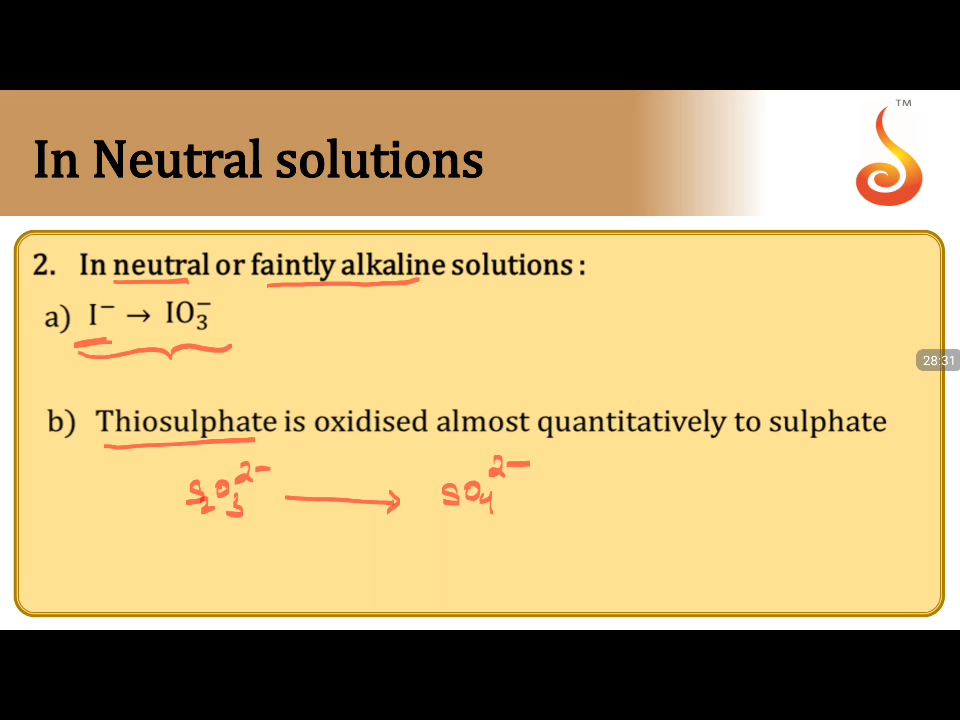 TM
In Neutral solutions
2. In neutral or faintly alkaline solutions :
a) I⁻ → IO₃⁻
28:31
b) Thiosulphate is oxidised almost quantitatively to sulphate
S₂O₃²⁻ ⟶ SO₄²⁻